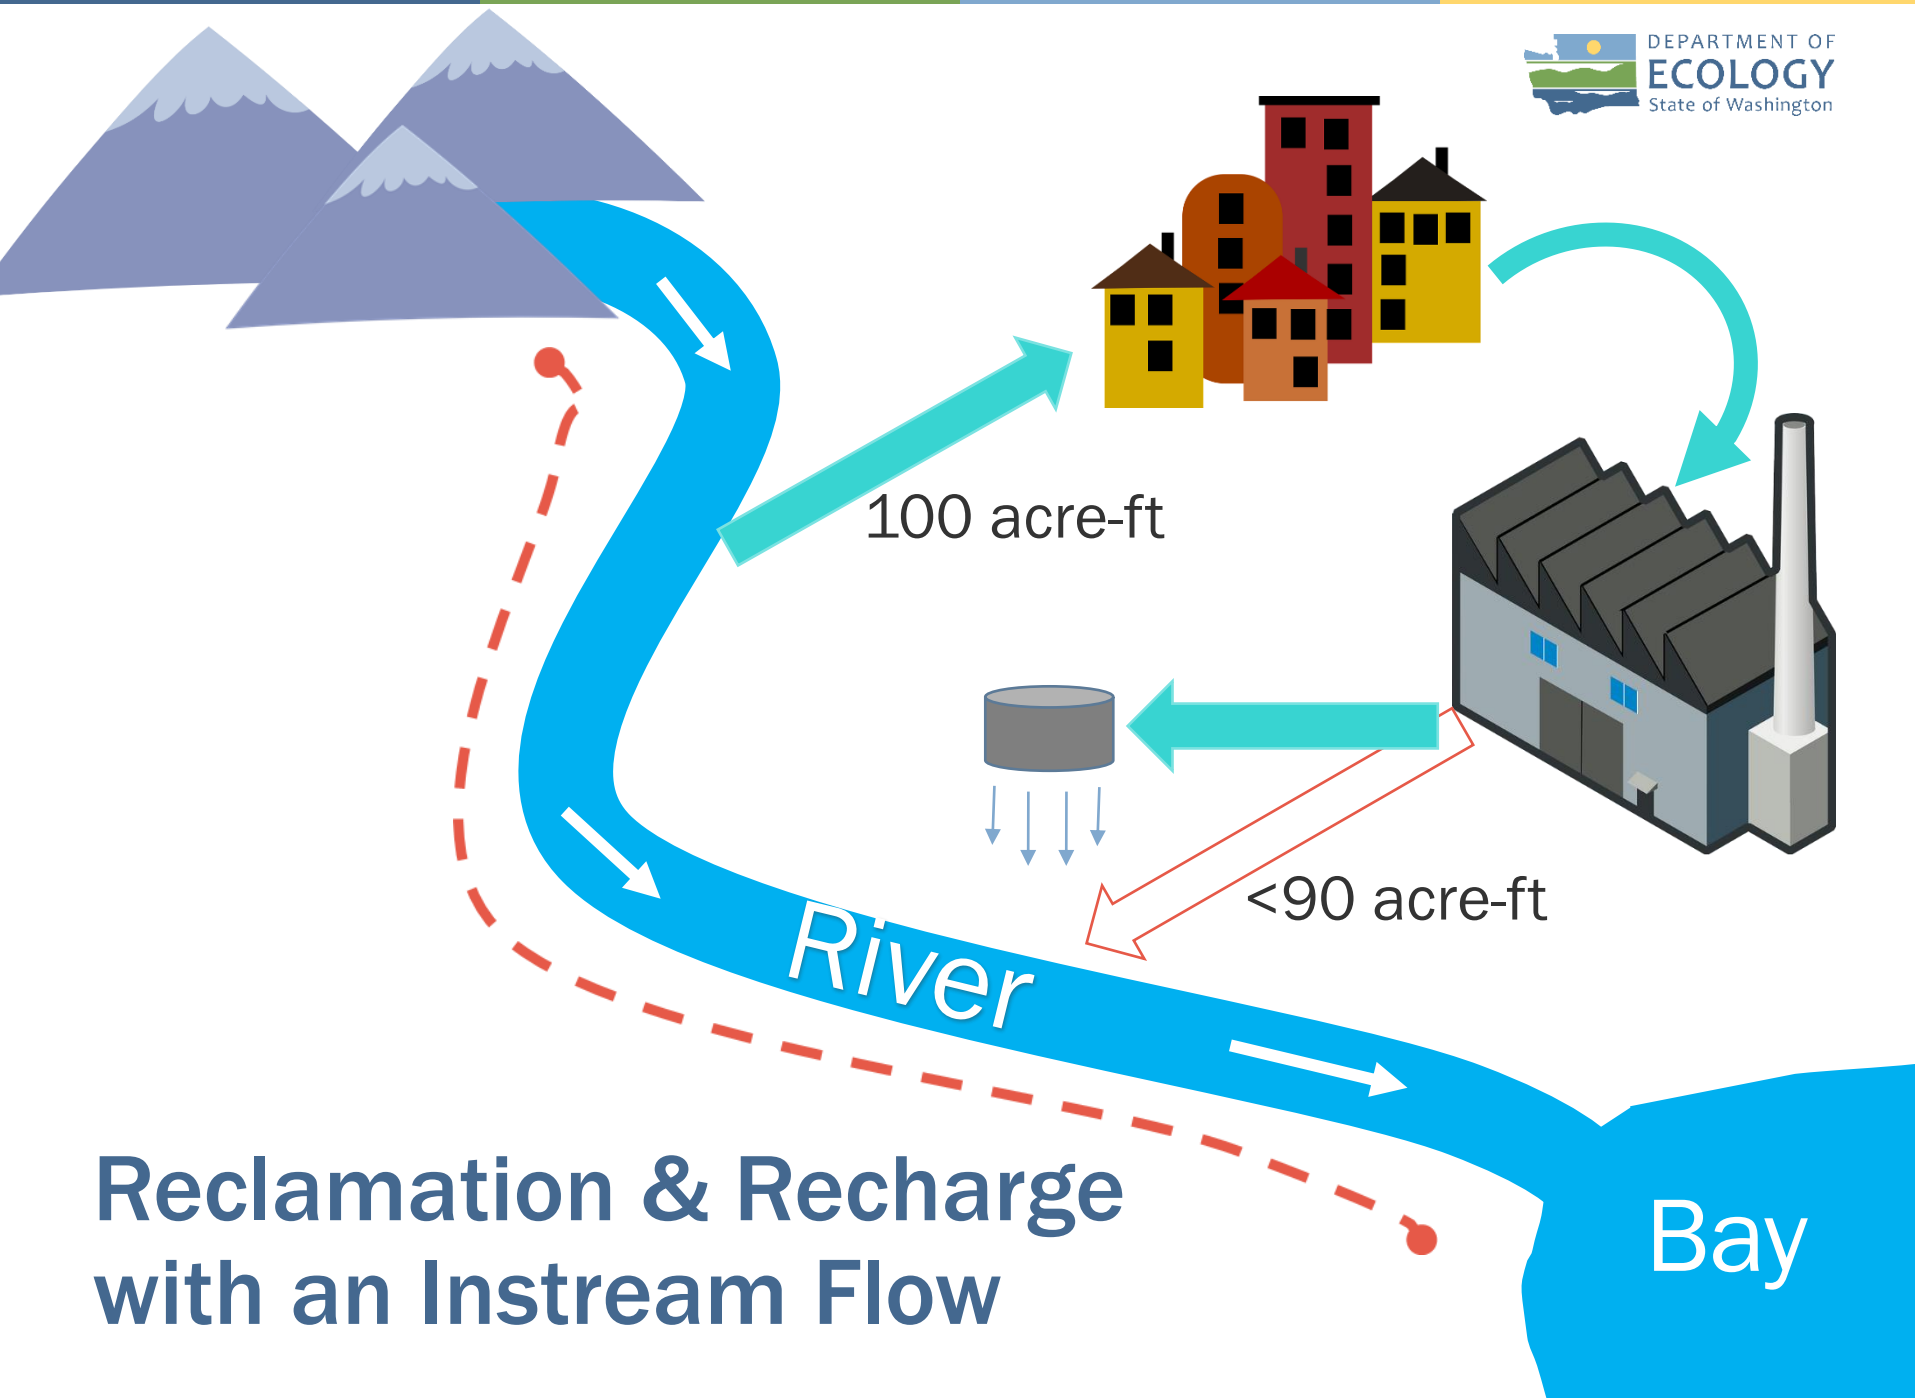 DEPARTMENT OF
ECOLOGY
State of Washington
100 acre-ft
<90 acre-ft
River
Bay
Reclamation & Recharge
with an Instream Flow